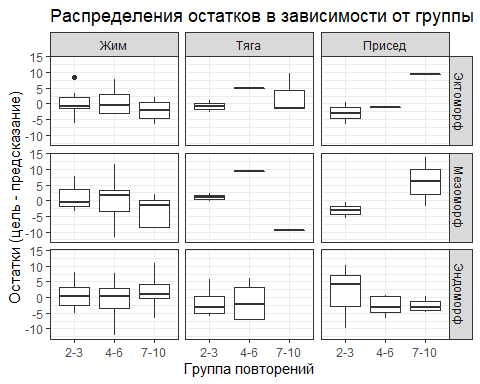 Распределения остатков в зависимости от группы
Жим Тяга Присед
Остатки (цель - предсказание)
15
10
5
0
-5
-10
Эктоморф
15
10
5
0
-5
-10
Мезоморф
15
10
5
0
-5
-10
Эндоморф
2-3 4-6 7-10 2-3 4-6 7-10 2-3 4-6 7-10
Группа повторений